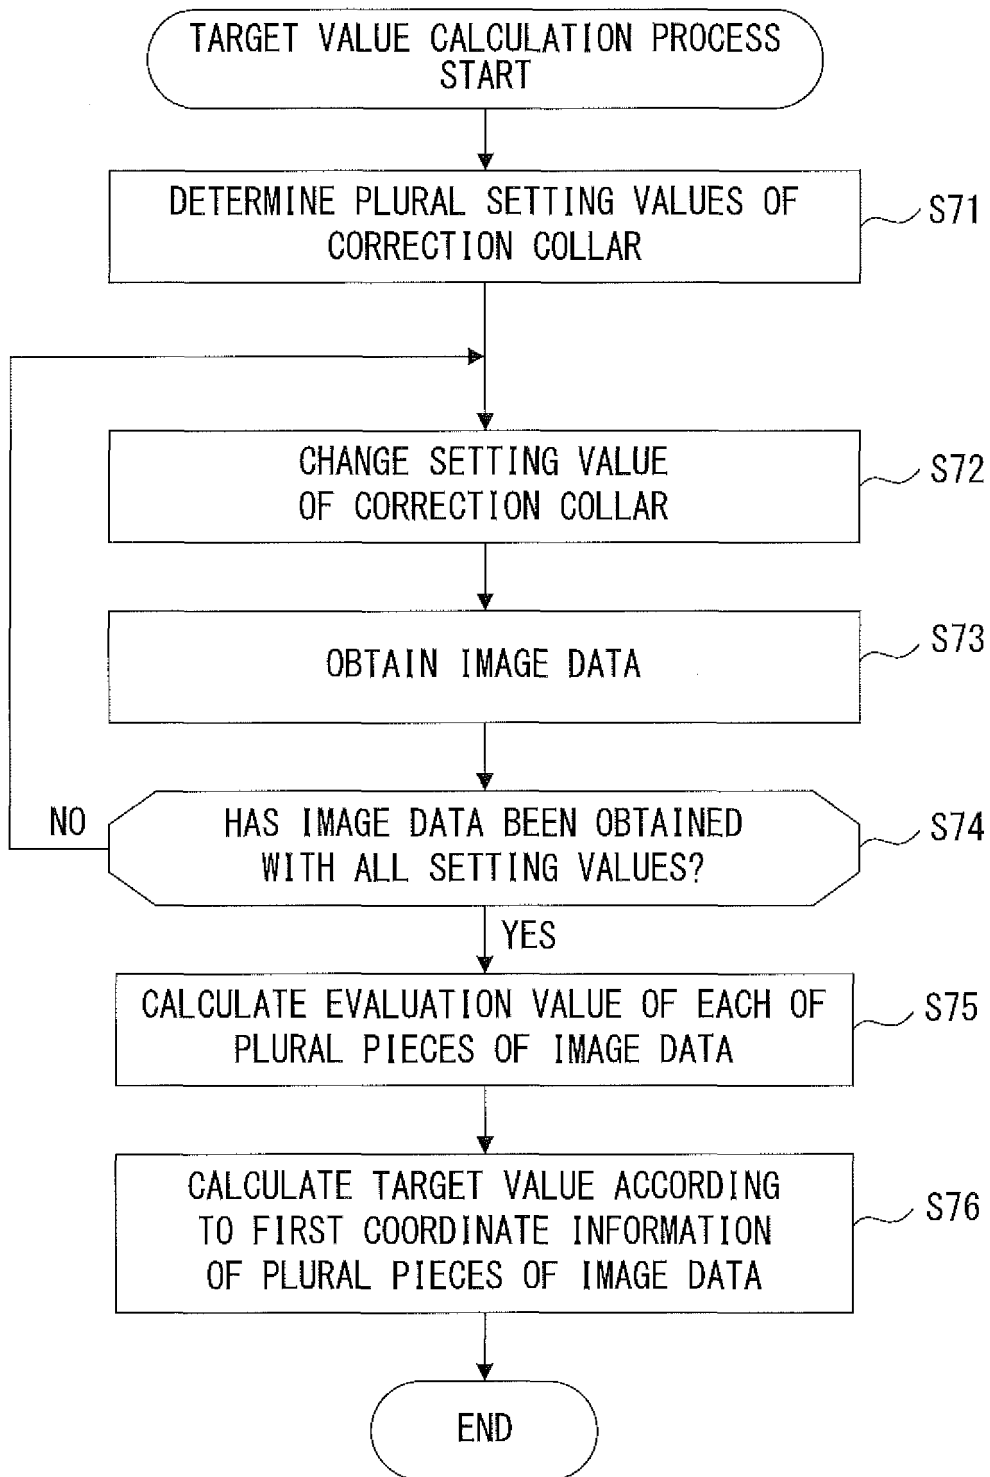 TARGET VALUE CALCULATION PROCESS
START
DETERMINE PLURAL SETTING VALUES OF
CORRECTION COLLAR
S71
CHANGE SETTING VALUE
OF CORRECTION COLLAR
S72
OBTAIN IMAGE DATA
S73
NO
HAS IMAGE DATA BEEN OBTAINED
WITH ALL SETTING VALUES?
S74
YES
CALCULATE EVALUATION VALUE OF EACH OF
PLURAL PIECES OF IMAGE DATA
S75
CALCULATE TARGET VALUE ACCORDING
TO FIRST COORDINATE INFORMATION
OF PLURAL PIECES OF IMAGE DATA
S76
END